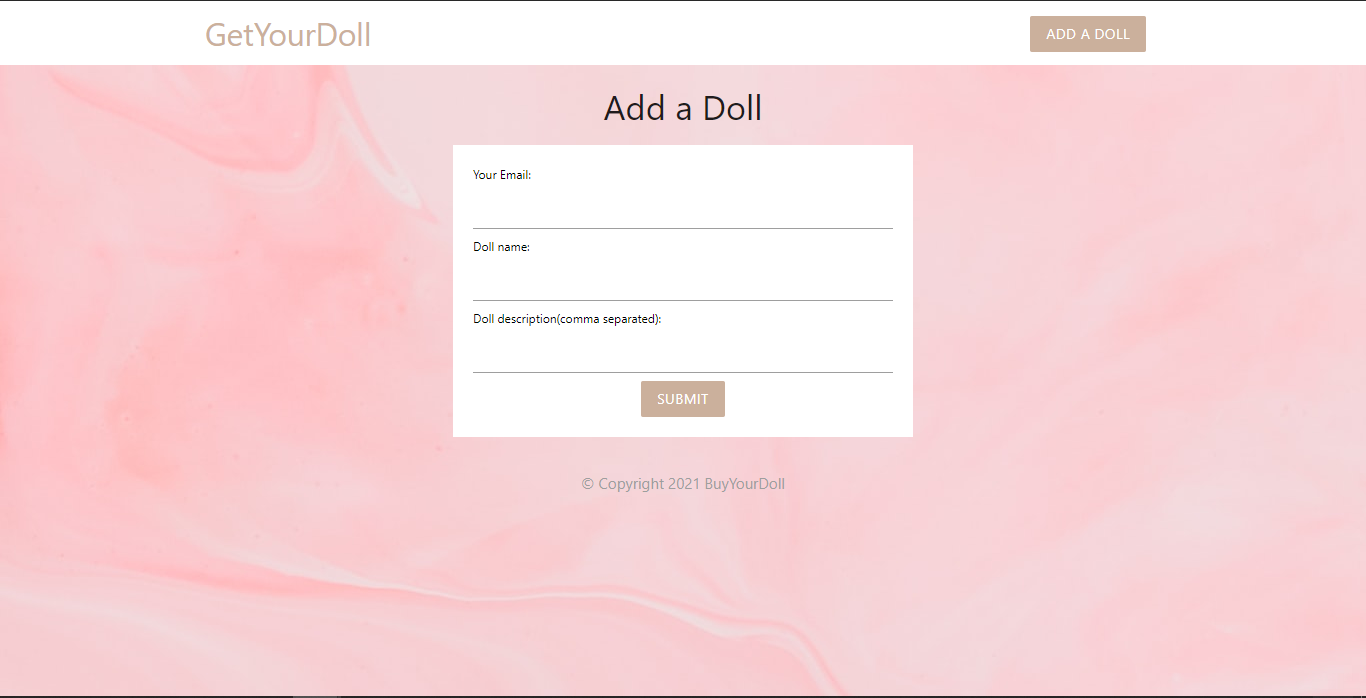 GetYourDoll
ADD A DOLL
Add a Doll
Your Email:
Doll name:
Doll description(comma separated):
SUBMIT
© Copyright 2021 BuyYourDoll